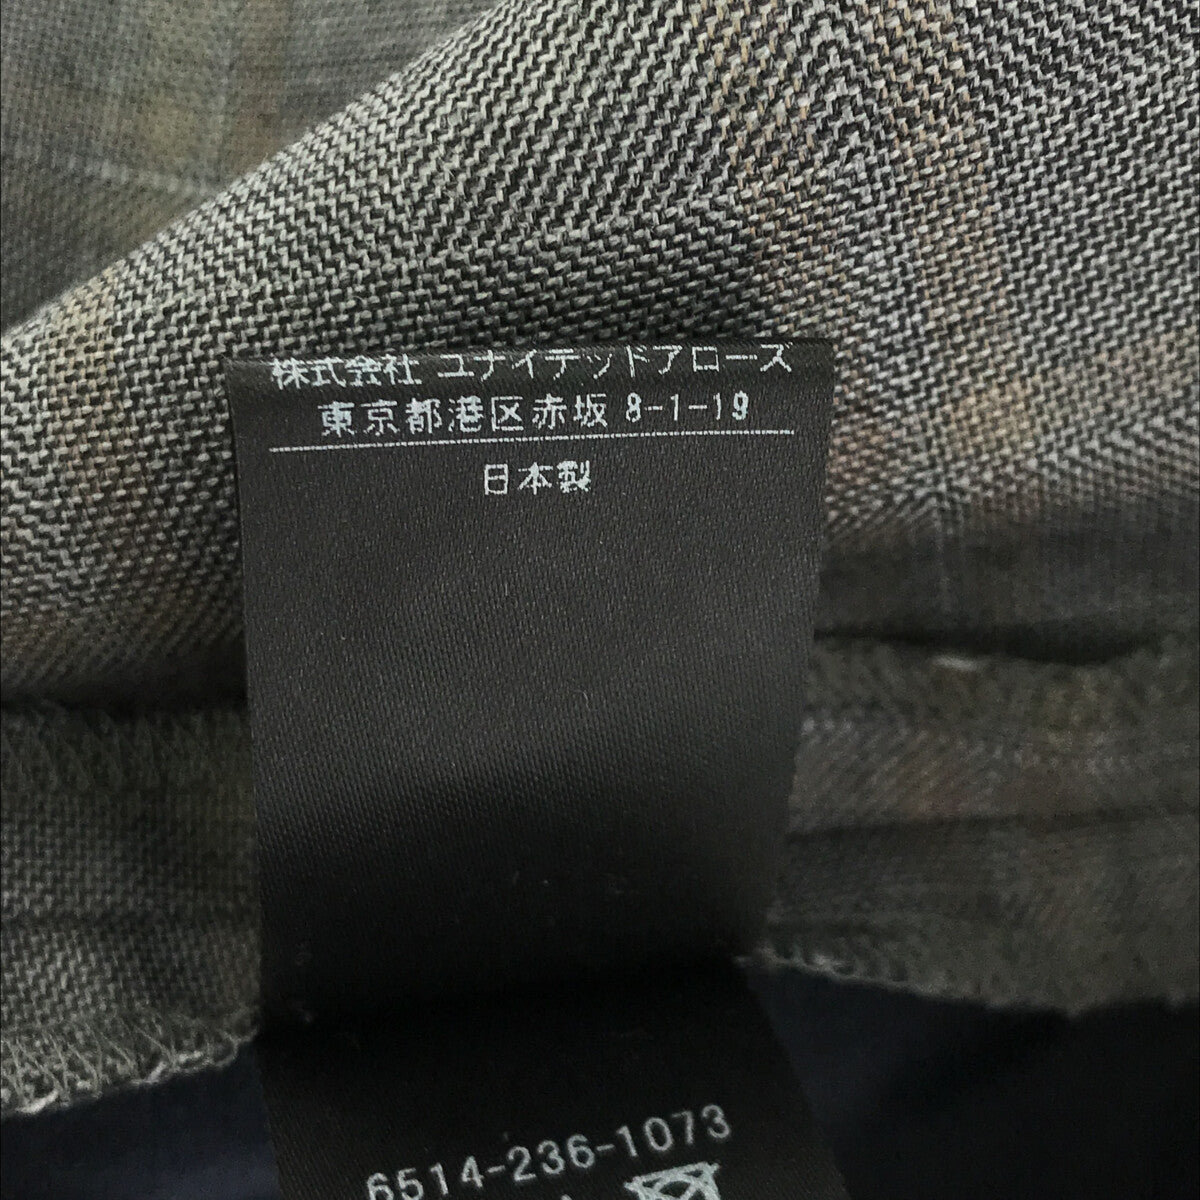 株式会社 ユナイテッドアローズ
東京都港区赤坂 8-1-19
日本製
6514-236-1073